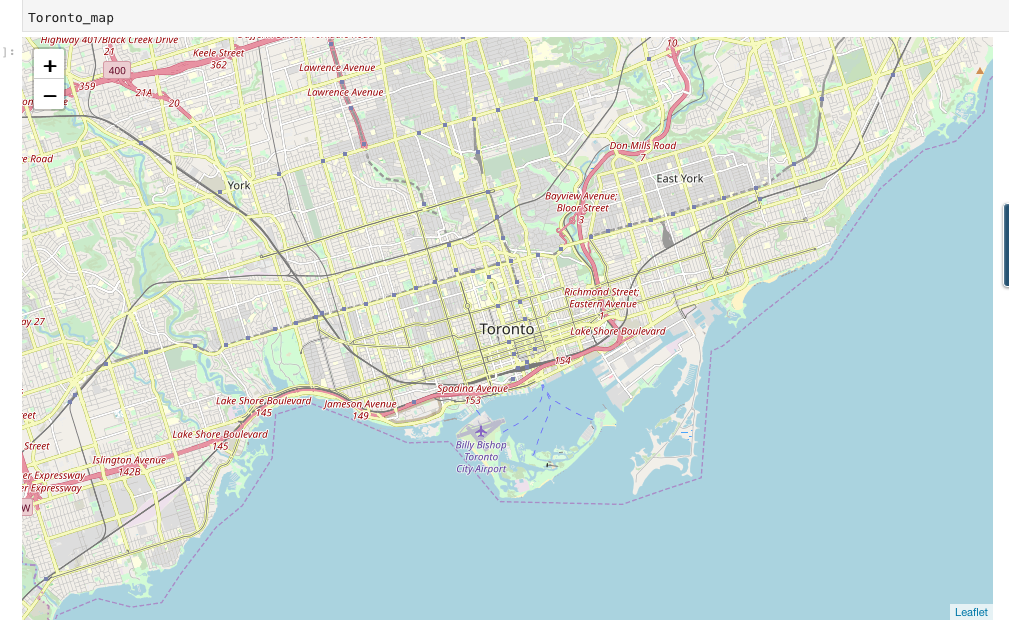 Toronto_map
]:
+
−
Highway 401/Black Creek Drive
21
Keele Street
362
400
359
21A
20
Lawrence Avenue
Lawrence Avenue
10
Don Mills Road
7
East York
York
Bayview Avenue;
Bloor Street
3
Richmond Street;
Eastern Avenue
1
Lake Shore Boulevard
Toronto
154
Spadina Avenue
153
Jameson Avenue
149
Lake Shore Boulevard
145
Lake Shore Boulevard
145
Islington Avenue
142B
Billy Bishop
Toronto
City Airport
e Road
ay 27
reet
Street
er Expressway
er Expressway
W
Leaflet